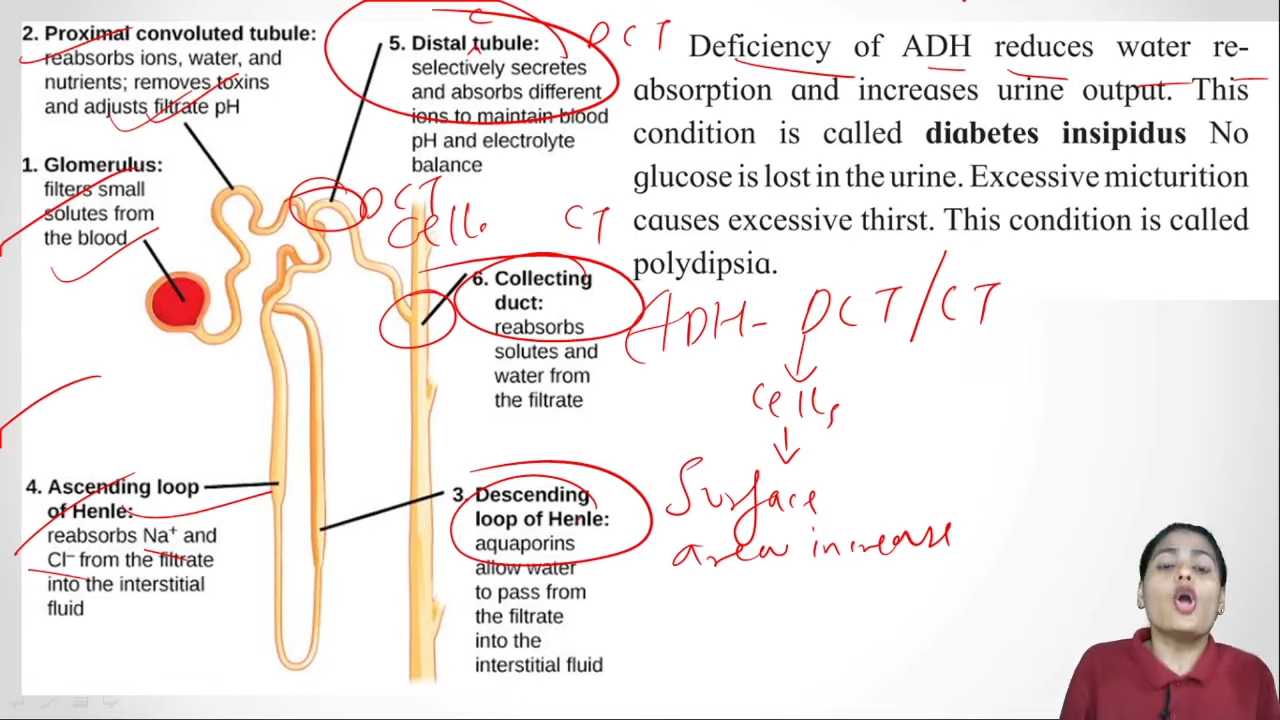 2. Proximal convoluted tubule:
reabsorbs ions, water, and
nutrients; removes toxins
and adjusts filtrate pH
1. Glomerulus:
filters small
solutes from
the blood
4. Ascending loop
of Henle:
reabsorbs Na⁺ and
Cl⁻ from the filtrate
into the interstitial
fluid
C
5. Distal tubule:
selectively secretes
and absorbs different
ions to maintain blood
pH and electrolyte
balance
DCT
DCT
cells
CT
6. Collecting
duct:
reabsorbs
solutes and
water from
the filtrate
3. Descending
loop of Henle:
aquaporins
allow water
to pass from
the filtrate
into the
interstitial fluid
Deficiency of ADH reduces water re-
absorption and increases urine output. This
condition is called diabetes insipidus No
glucose is lost in the urine. Excessive micturition
causes excessive thirst. This condition is called
polydipsia.
ADH - DCT/CT
cells
Surface
area increase